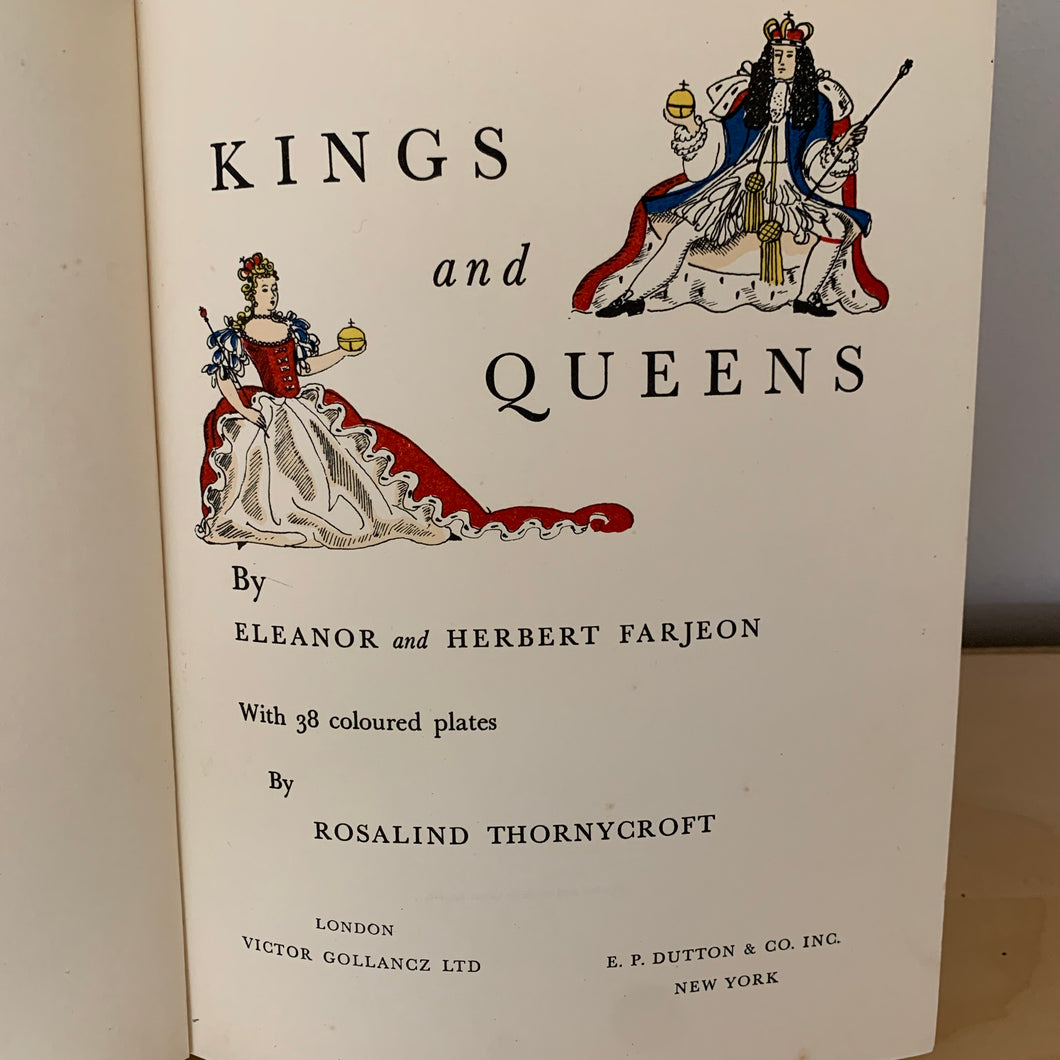 KINGS
and
QUEENS
By
ELEANOR and HERBERT FARJEON
With 38 coloured plates
By
ROSALIND THORNYCROFT
LONDON
VICTOR GOLLANCZ LTD
E. P. DUTTON & CO. INC.
NEW YORK